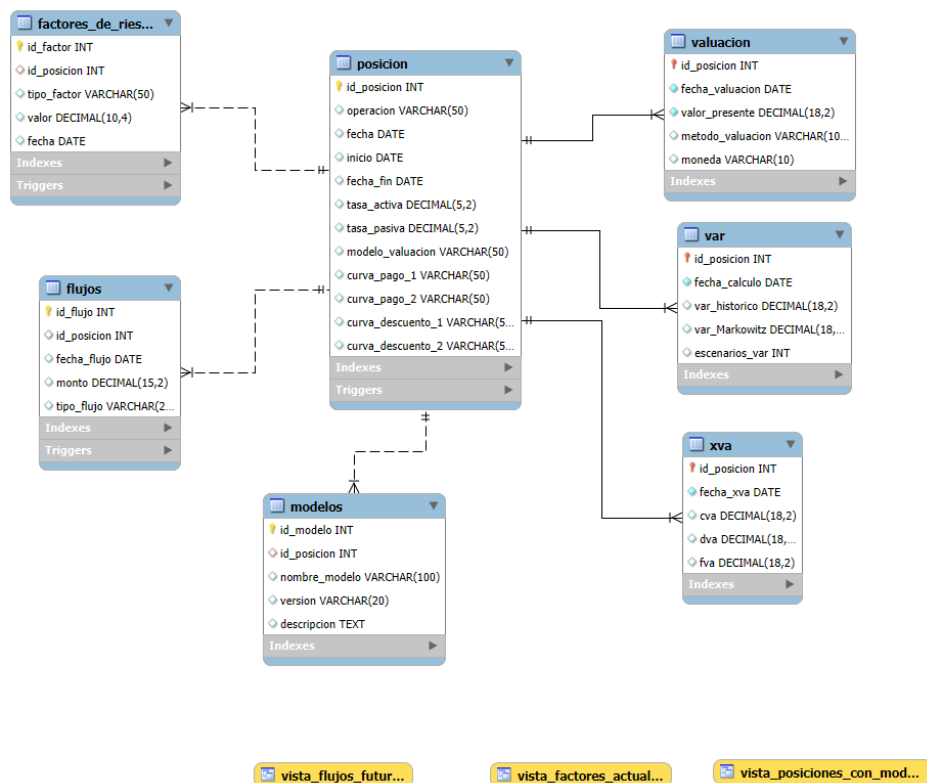 factores_de_ries...
id_factor INT
id_posicion INT
tipo_factor VARCHAR(50)
valor DECIMAL(10,4)
fecha DATE
Indexes
Triggers
posicion
id_posicion INT
operacion VARCHAR(50)
fecha DATE
inicio DATE
fecha_fin DATE
tasa_activa DECIMAL(5,2)
tasa_pasiva DECIMAL(5,2)
modelo_valuacion VARCHAR(50)
curva_pago_1 VARCHAR(50)
curva_pago_2 VARCHAR(50)
curva_descuento_1 VARCHAR(5...
curva_descuento_2 VARCHAR(5...
Indexes
Triggers
valuacion
id_posicion INT
fecha_valuacion DATE
valor_presente DECIMAL(18,2)
metodo_valuacion VARCHAR(10...
moneda VARCHAR(10)
Indexes
var
id_posicion INT
fecha_calculo DATE
var_historico DECIMAL(18,2)
var_Markowitz DECIMAL(18,...
escenarios_var INT
Indexes
flujos
id_flujo INT
id_posicion INT
fecha_flujo DATE
monto DECIMAL(15,2)
tipo_flujo VARCHAR(2...
Indexes
Triggers
xva
id_posicion INT
fecha_xva DATE
cva DECIMAL(18,2)
dva DECIMAL(18,...
fva DECIMAL(18,2)
Indexes
modelos
id_modelo INT
id_posicion INT
nombre_modelo VARCHAR(100)
version VARCHAR(20)
descripcion TEXT
Indexes
vista_flujos_futur...
vista_factores_actual...
vista_posiciones_con_mod...